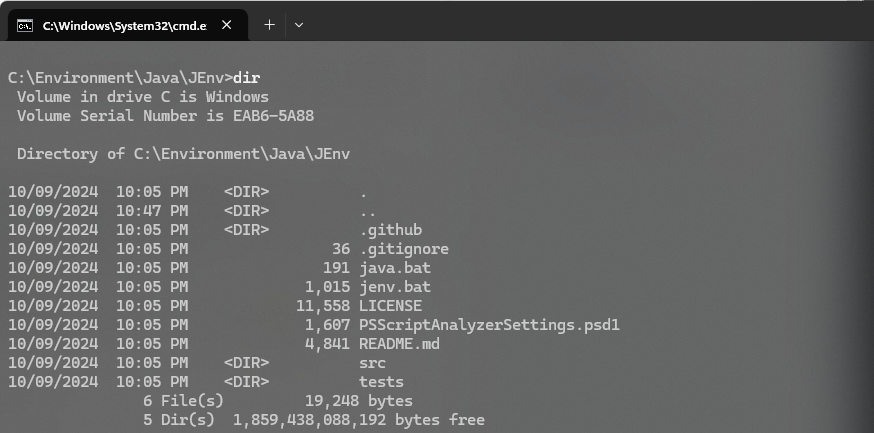 C:\Windows\System32\cmd.e
C:\Environment\Java\JEnv>dir
 Volume in drive C is Windows
 Volume Serial Number is EAB6-5A88
 Directory of C:\Environment\Java\JEnv
10/09/2024  10:05 PM    <DIR>          .
10/09/2024  10:47 PM    <DIR>          ..
10/09/2024  10:05 PM    <DIR>          .github
10/09/2024  10:05 PM                36 .gitignore
10/09/2024  10:05 PM               191 java.bat
10/09/2024  10:05 PM             1,015 jenv.bat
10/09/2024  10:05 PM            11,558 LICENSE
10/09/2024  10:05 PM             1,607 PSScriptAnalyzerSettings.psd1
10/09/2024  10:05 PM             4,841 README.md
10/09/2024  10:05 PM    <DIR>          src
10/09/2024  10:05 PM    <DIR>          tests
               6 File(s)         19,248 bytes
               5 Dir(s)  1,859,438,088,192 bytes free